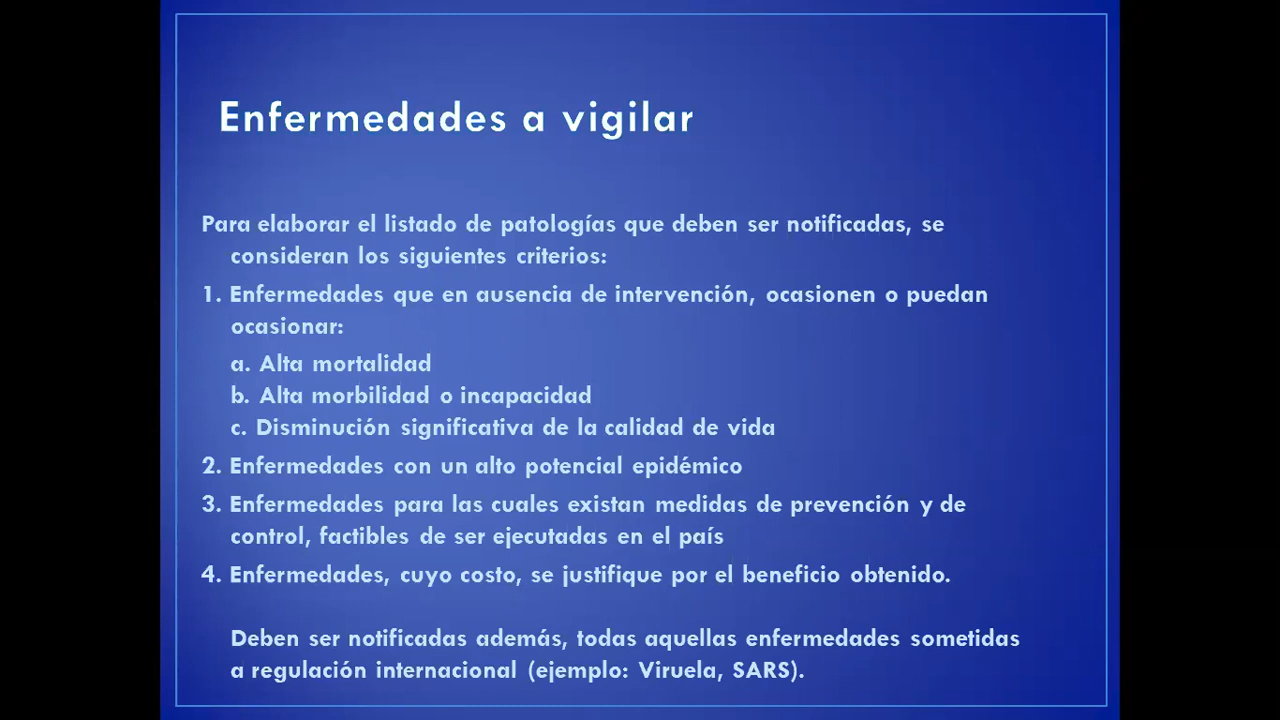 Enfermedades a vigilar
Para elaborar el listado de patologías que deben ser notificadas, se
consideran los siguientes criterios:
1. Enfermedades que en ausencia de intervención, ocasionen o puedan
ocasionar:
a. Alta mortalidad
b. Alta morbilidad o incapacidad
c. Disminución significativa de la calidad de vida
2. Enfermedades con un alto potencial epidémico
3. Enfermedades para las cuales existan medidas de prevención y de
control, factibles de ser ejecutadas en el país
4. Enfermedades, cuyo costo, se justifique por el beneficio obtenido.
Deben ser notificadas además, todas aquellas enfermedades sometidas
a regulación internacional (ejemplo: Viruela, SARS).